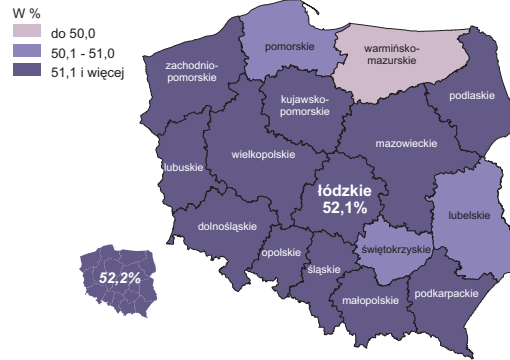 W %
do 50,0
50,1 - 51,0
51,1 i więcej
pomorskie
warmińsko-
mazurskie
zachodnio-
pomorskie
podlaskie
kujawsko-
pomorskie
mazowieckie
wielkopolskie
lubuskie
łódzkie
52,1%
lubelskie
dolnośląskie
świętokrzyskie
opolskie
śląskie
52,2%
podkarpackie
małopolskie